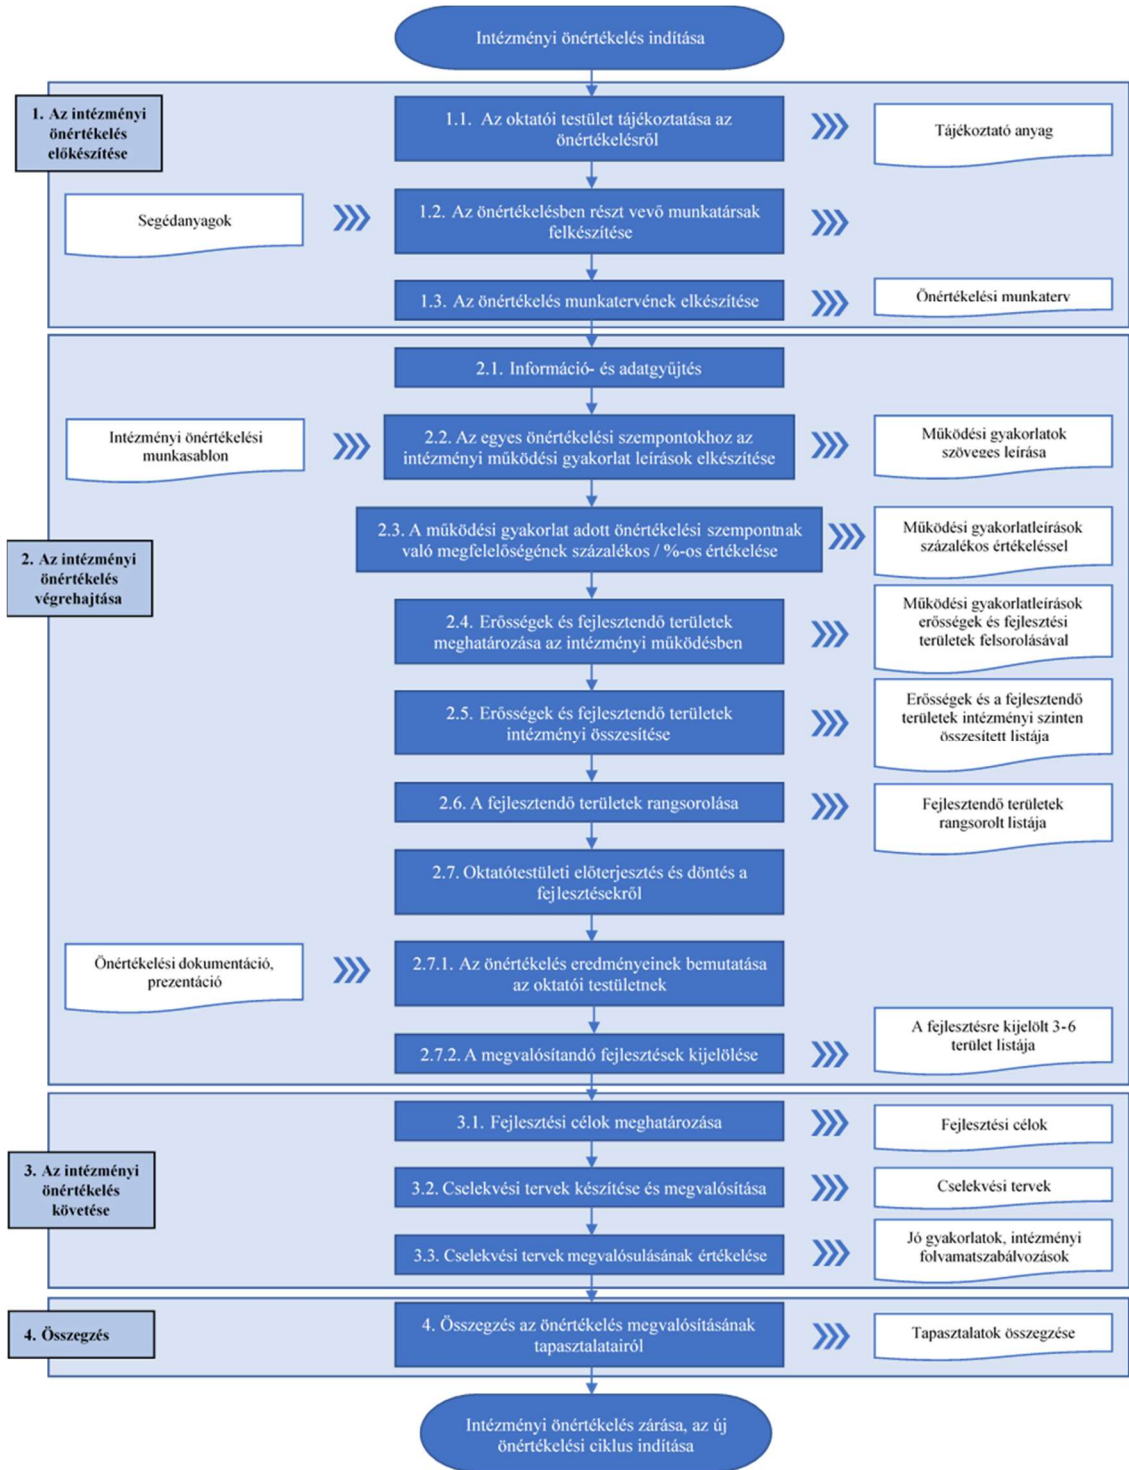 Intézményi önértékelés indítása
1. Az intézményi
önértékelés
előkészítése
1.1. Az oktatói testület tájékoztatása az
önértékelésről
Tájékoztató anyag
Segédanyagok
1.2. Az önértékelésben részt vevő munkatársak
felkészítése
1.3. Az önértékelés munkatervének elkészítése
Önértékelési munkaterv
2. Az intézményi
önértékelés
végrehajtása
2.1. Információ- és adatgyűjtés
Intézményi önértékelési
munkasablon
2.2. Az egyes önértékelési szempontokhoz az
intézményi működési gyakorlat leírások elkészítése
Működési gyakorlatok
szöveges leírása
2.3. A működési gyakorlat adott önértékelési szempontnak
való megfelelőségének százalékos / %-os értékelése
Működési gyakorlatleírások
százalékos értékeléssel
2.4. Erősségek és fejlesztendő területek
meghatározása az intézményi működésben
Működési gyakorlatleírások
erősségek és fejlesztési
területek felsorolásával
2.5. Erősségek és fejlesztendő területek
intézményi összesítése
Erősségek és a fejlesztendő
területek intézményi szinten
összesített listája
2.6. A fejlesztendő területek rangsorolása
Fejlesztendő területek
rangsorolt listája
2.7. Oktatótestületi előterjesztés és döntés a
fejlesztésekről
Önértékelési dokumentáció,
prezentáció
2.7.1. Az önértékelés eredményeinek bemutatása
az oktatói testületnek
2.7.2. A megvalósítandó fejlesztések kijelölése
A fejlesztésre kijelölt 3-6
terület listája
3. Az intézményi
önértékelés
követése
3.1. Fejlesztési célok meghatározása
Fejlesztési célok
3.2. Cselekvési tervek készítése és megvalósítása
Cselekvési tervek
3.3. Cselekvési tervek megvalósulásának értékelése
Jó gyakorlatok, intézményi
folyamatszabályozások
4. Összegzés
4. Összegzés az önértékelés megvalósításának
tapasztalatairól
Tapasztalatok összegzése
Intézményi önértékelés zárása, az új
önértékelési ciklus indítása